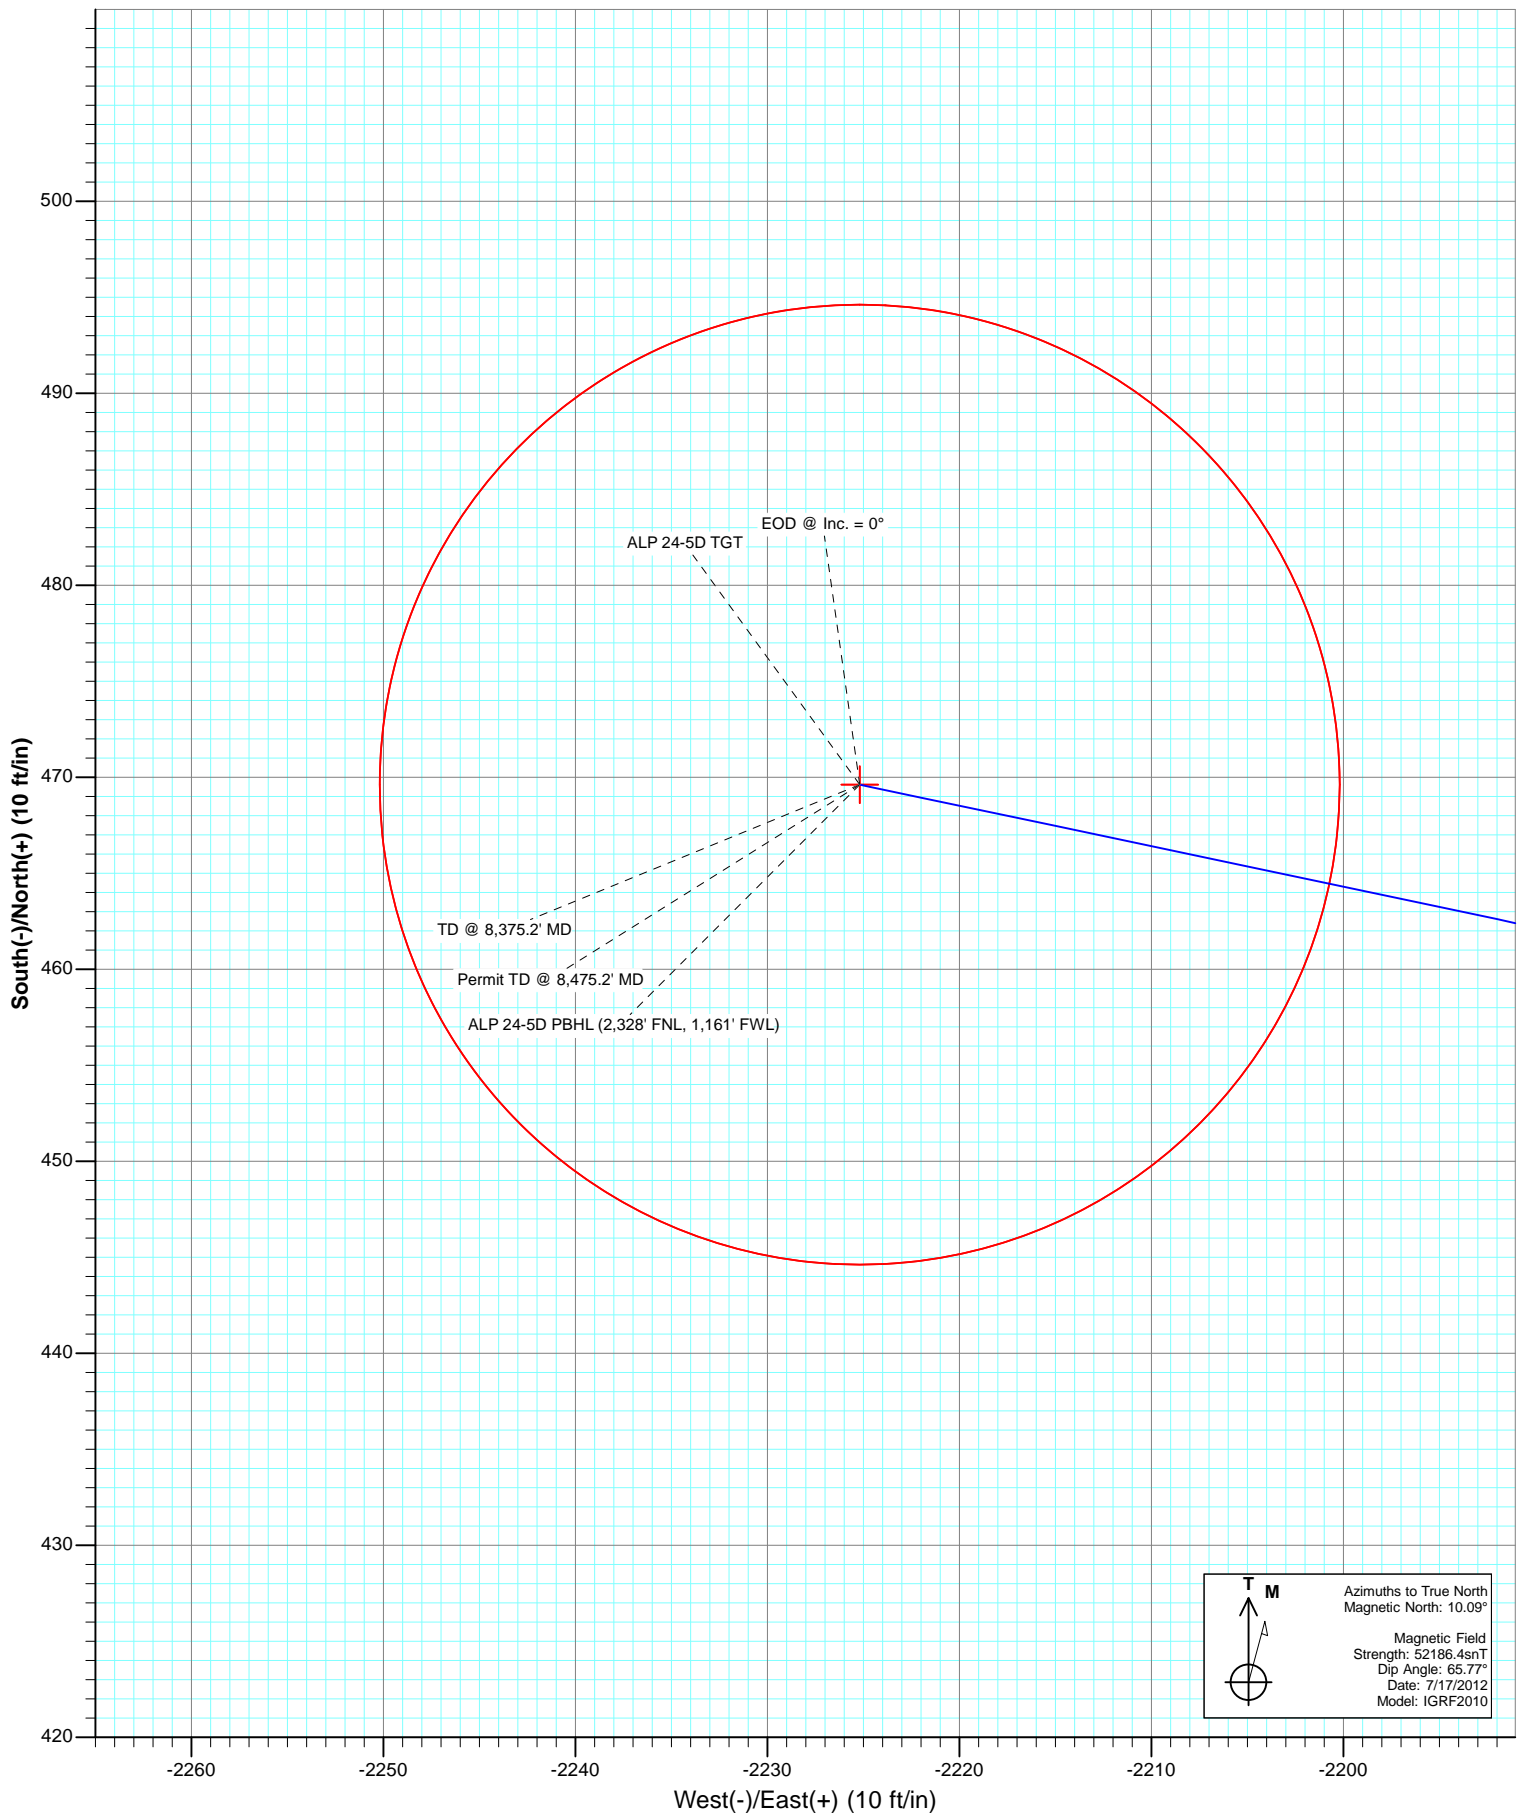 South(-)/North(+) (10 ft/in)
500
490
480
470
460
450
440
430
420
EOD @ Inc. = 0°
ALP 24-5D TGT
TD @ 8,375.2' MD
Permit TD @ 8,475.2' MD
ALP 24-5D PBHL (2,328' FNL, 1,161' FWL)
T M
Azimuths to True North
Magnetic North: 10.09°
Magnetic Field
Strength: 52186.4snT
Dip Angle: 65.77°
Date: 7/17/2012
Model: IGRF2010
-2260 -2250 -2240 -2230 -2220 -2210 -2200
West(-)/East(+) (10 ft/in)